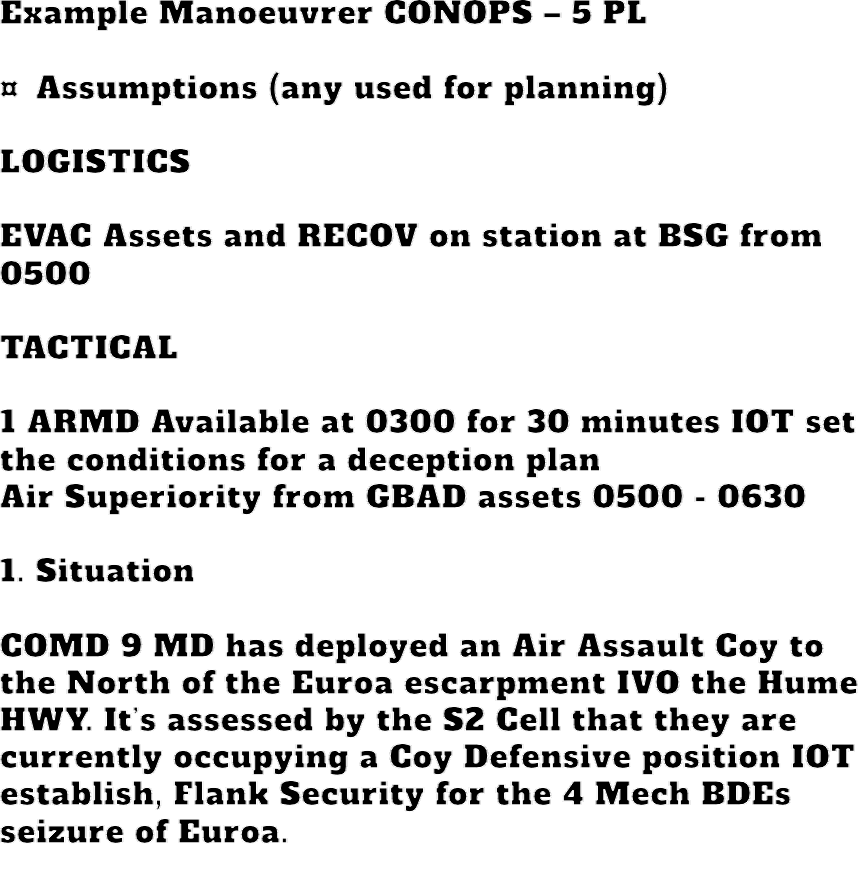 Example Manoeuvrer CONOPS – 5 PL
¤ Assumptions (any used for planning)
LOGISTICS
EVAC Assets and RECOV on station at BSG from
0500
TACTICAL
1 ARMD Available at 0300 for 30 minutes IOT set
the conditions for a deception plan
Air Superiority from GBAD assets 0500 - 0630
1. Situation
COMD 9 MD has deployed an Air Assault Coy to
the North of the Euroa escarpment IVO the Hume
HWY. It's assessed by the S2 Cell that they are
currently occupying a Coy Defensive position IOT
establish, Flank Security for the 4 Mech BDEs
seizure of Euroa.